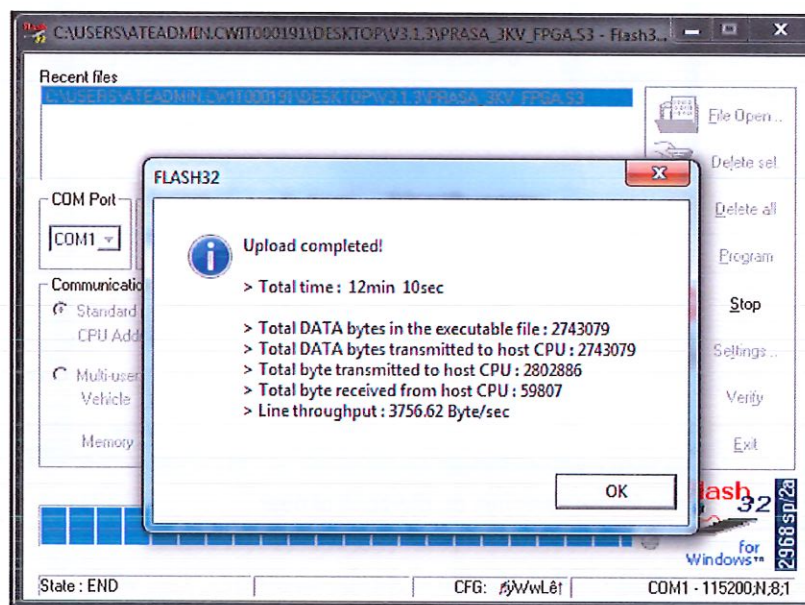 C:\USERS\ATEADMIN.CWIT000191\DESKTOP\V3.1.3\PRASA_3KV_FPGA.S3 - Flash3...
Recent files
C:\USERS\ATEADMIN.CWIT000191\DESKTOP\V3.1.3\PRASA_3KV_FPGA.S3
File Open...
Delete sel.
Delete all
Program
Stop
Settings...
Verify
Exit
COM Port
COM1
Communicatio
Standard
CPU Add
Multi-user
Vehicle
Memory
FLASH32
Upload completed!
> Total time : 12min 10sec
> Total DATA bytes in the executable file : 2743079
> Total DATA bytes transmitted to host CPU : 2743079
> Total byte transmitted to host CPU : 2802886
> Total byte received from host CPU : 59807
> Line throughput : 3756.62 Byte/sec
OK
lash
32
for
Windows™
2968 sp/2a
State : END
CFG:
COM1 - 115200;N;8;1